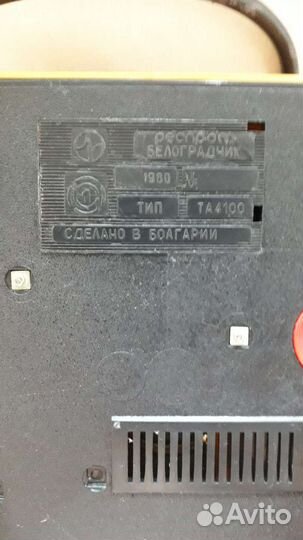 респром
БЕЛОГРАДЧИК
1980 V
ТИП ТА4100
СДЕЛАНО В БОЛГАРИИ
Avito